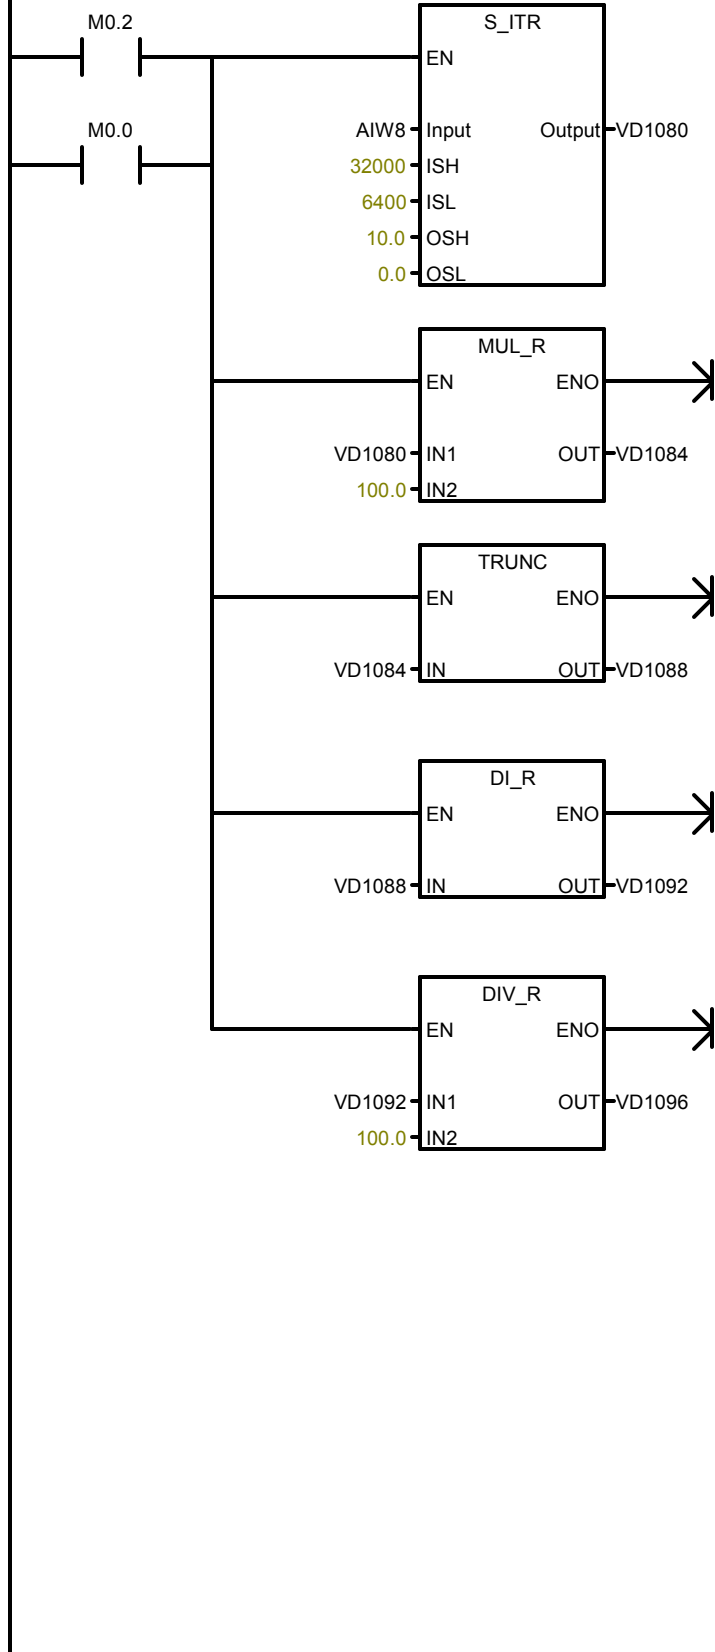 M0.2
S_ITR
EN
M0.0
AIW8 Input Output VD1080
32000 ISH
6400 ISL
10.0 OSH
0.0 OSL
MUL_R
EN ENO
VD1080 IN1 OUT VD1084
100.0 IN2
TRUNC
EN ENO
VD1084 IN OUT VD1088
DI_R
EN ENO
VD1088 IN OUT VD1092
DIV_R
EN ENO
VD1092 IN1 OUT VD1096
100.0 IN2